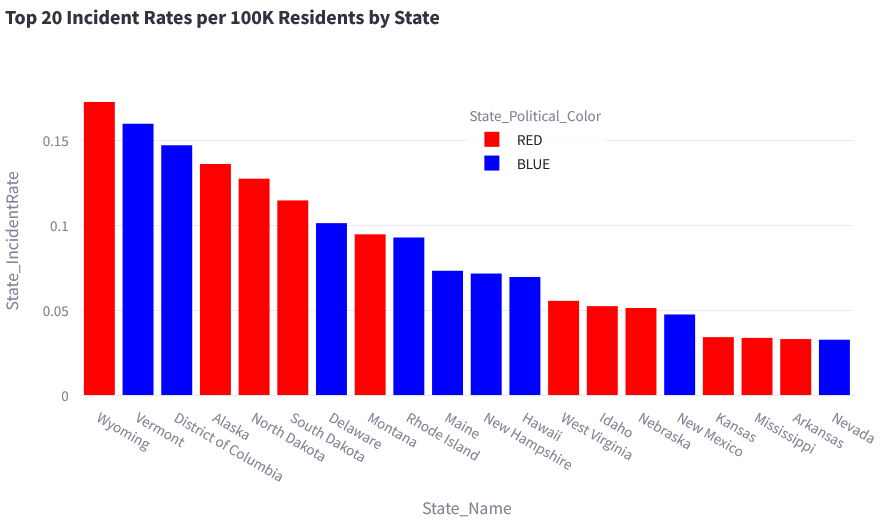 Top 20 Incident Rates per 100K Residents by State
State_Political_Color
RED
BLUE
State_IncidentRate
0.15
0.1
0.05
0
Wyoming
Vermont
District of Columbia
Alaska
North Dakota
South Dakota
Delaware
Montana
Rhode Island
Maine
New Hampshire
Hawaii
West Virginia
Idaho
Nebraska
New Mexico
Kansas
Mississippi
Arkansas
Nevada
State_Name